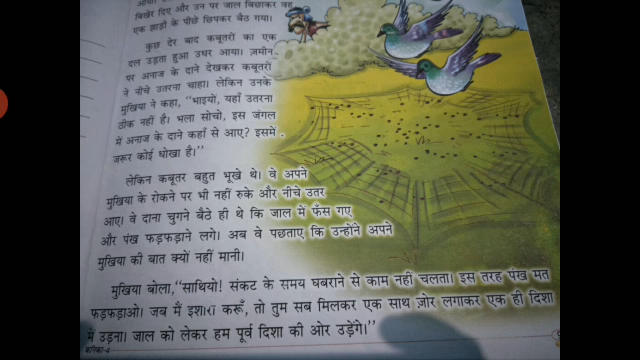 बिखेर दिए और उन पर जाल बिछाकर वह
एक झाड़ी के पीछे छिपकर बैठ गया।
कुछ देर बाद कबूतरों का एक
दल उड़ता हुआ उधर आया। ज़मीन
पर अनाज के दाने देखकर कबूतरों
ने नीचे उतरना चाहा। लेकिन उनके
मुखिया ने कहा, “भाइयो, यहाँ उतरना
ठीक नहीं है। भला सोचो, इस जंगल
में अनाज के दाने कहाँ से आए? इसमें
जरूर कोई धोखा है।”
लेकिन कबूतर बहुत भूखे थे। वे अपने
मुखिया के रोकने पर भी नहीं रुके और नीचे उतर
आए। वे दाना चुगने बैठे ही थे कि जाल में फँस गए
और पंख फड़फड़ाने लगे। अब वे पछताए कि उन्होंने अपने
मुखिया की बात क्यों नहीं मानी।
मुखिया बोला, “साथियो! संकट के समय घबराने से काम नहीं चलता। इस तरह पंख मत
फड़फड़ाओ। जब मैं इशारा करूँ, तो तुम सब मिलकर एक साथ ज़ोर लगाकर एक ही दिशा
में उड़ना। जाल को लेकर हम पूर्व दिशा की ओर उड़ेंगे।”